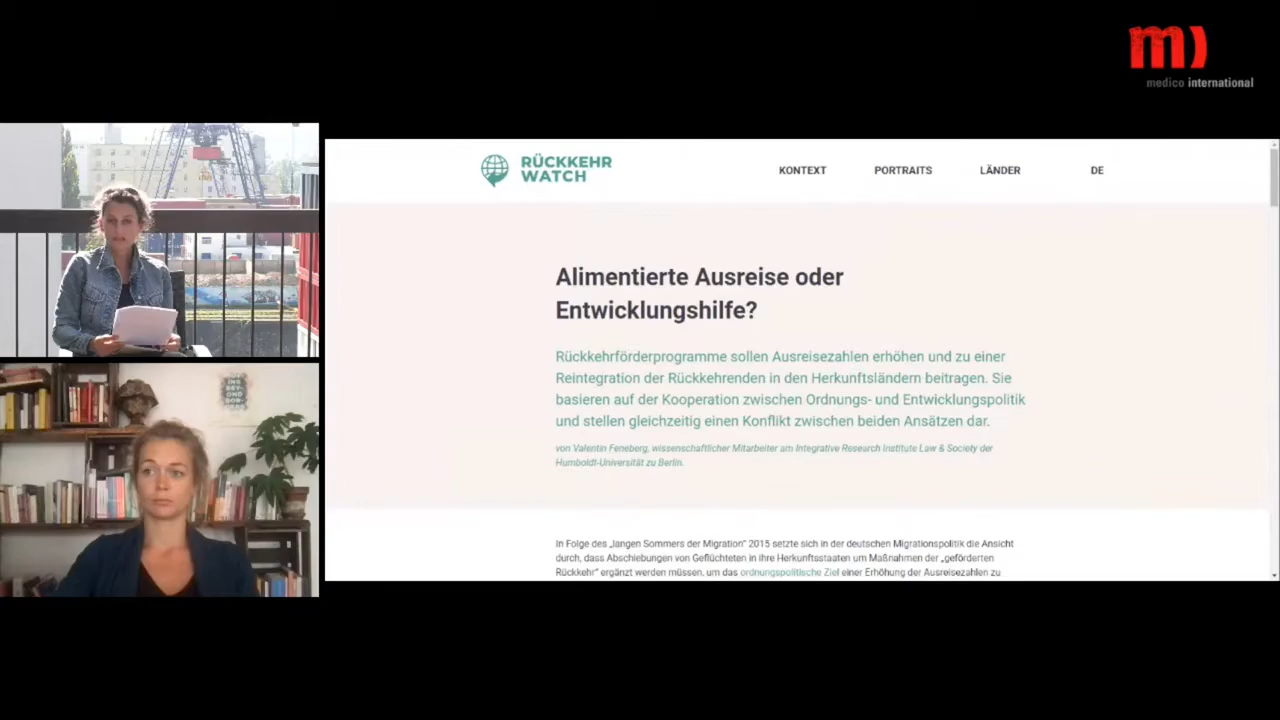 medico international
RÜCKKEHR
WATCH
KONTEXT PORTRAITS LÄNDER DE
Alimentierte Ausreise oder
Entwicklungshilfe?
Rückkehrförderprogramme sollen Ausreisezahlen erhöhen und zu einer
Reintegration der Rückkehrenden in den Herkunftsländern beitragen. Sie
basieren auf der Kooperation zwischen Ordnungs- und Entwicklungspolitik
und stellen gleichzeitig einen Konflikt zwischen beiden Ansätzen dar.
von Valentin Feneberg, wissenschaftlicher Mitarbeiter am Integrative Research Institute Law & Society der
Humboldt-Universität zu Berlin.
In Folge des „langen Sommers der Migration" 2015 setzte sich in der deutschen Migrationspolitik die Ansicht
durch, dass Abschiebungen von Geflüchteten in ihre Herkunftsstaaten um Maßnahmen der „geförderten
Rückkehr" ergänzt werden müssen, um das ordnungspolitische Ziel einer Erhöhung der Ausreisezahlen zu